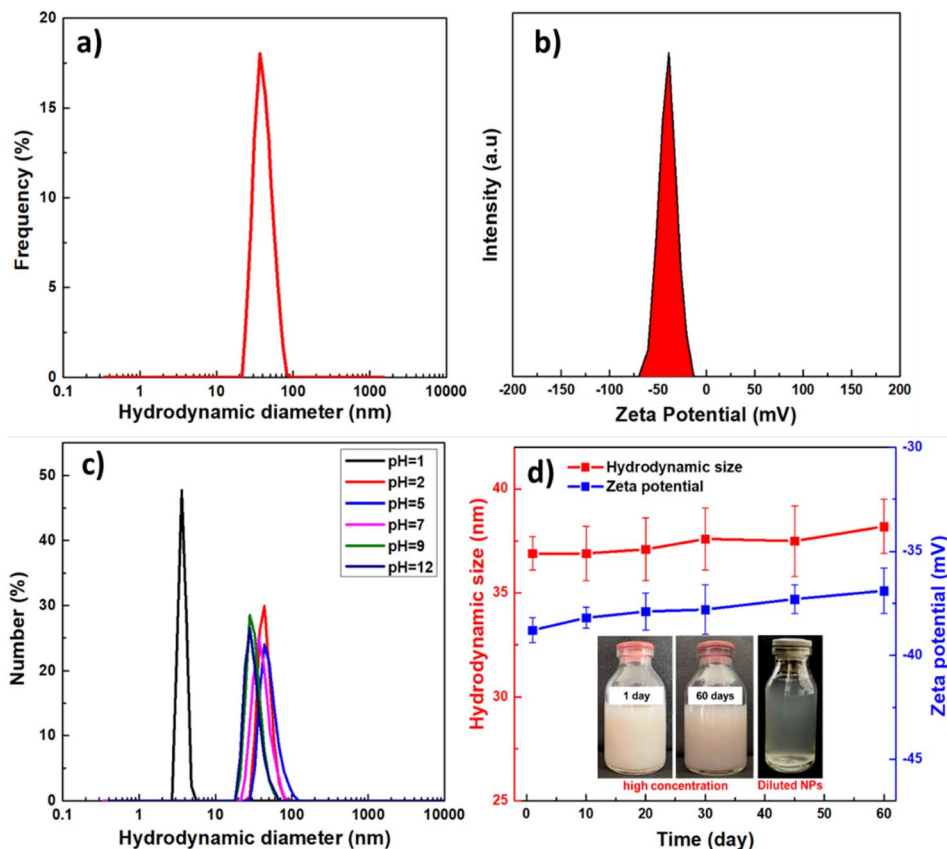 a)
20
15
10
5
0
Frequency (%)
0.1 1 10 100 1000 10000
Hydrodynamic diameter (nm)
b)
Intensity (a.u)
-200 -150 -100 -50 0 50 100 150 200
Zeta Potential (mV)
c)
pH=1
pH=2
pH=5
pH=7
pH=9
pH=12
50
40
30
20
10
0
Number (%)
0.1 1 10 100 1000 10000
Hydrodynamic diameter (nm)
d)
Hydrodynamic size
Zeta potential
40
35
30
25
Hydrodynamic size (nm)
-30
-35
-40
-45
Zeta potential (mV)
1 day
60 days
high concentration
Diluted NPs
0 10 20 30 40 50 60
Time (day)